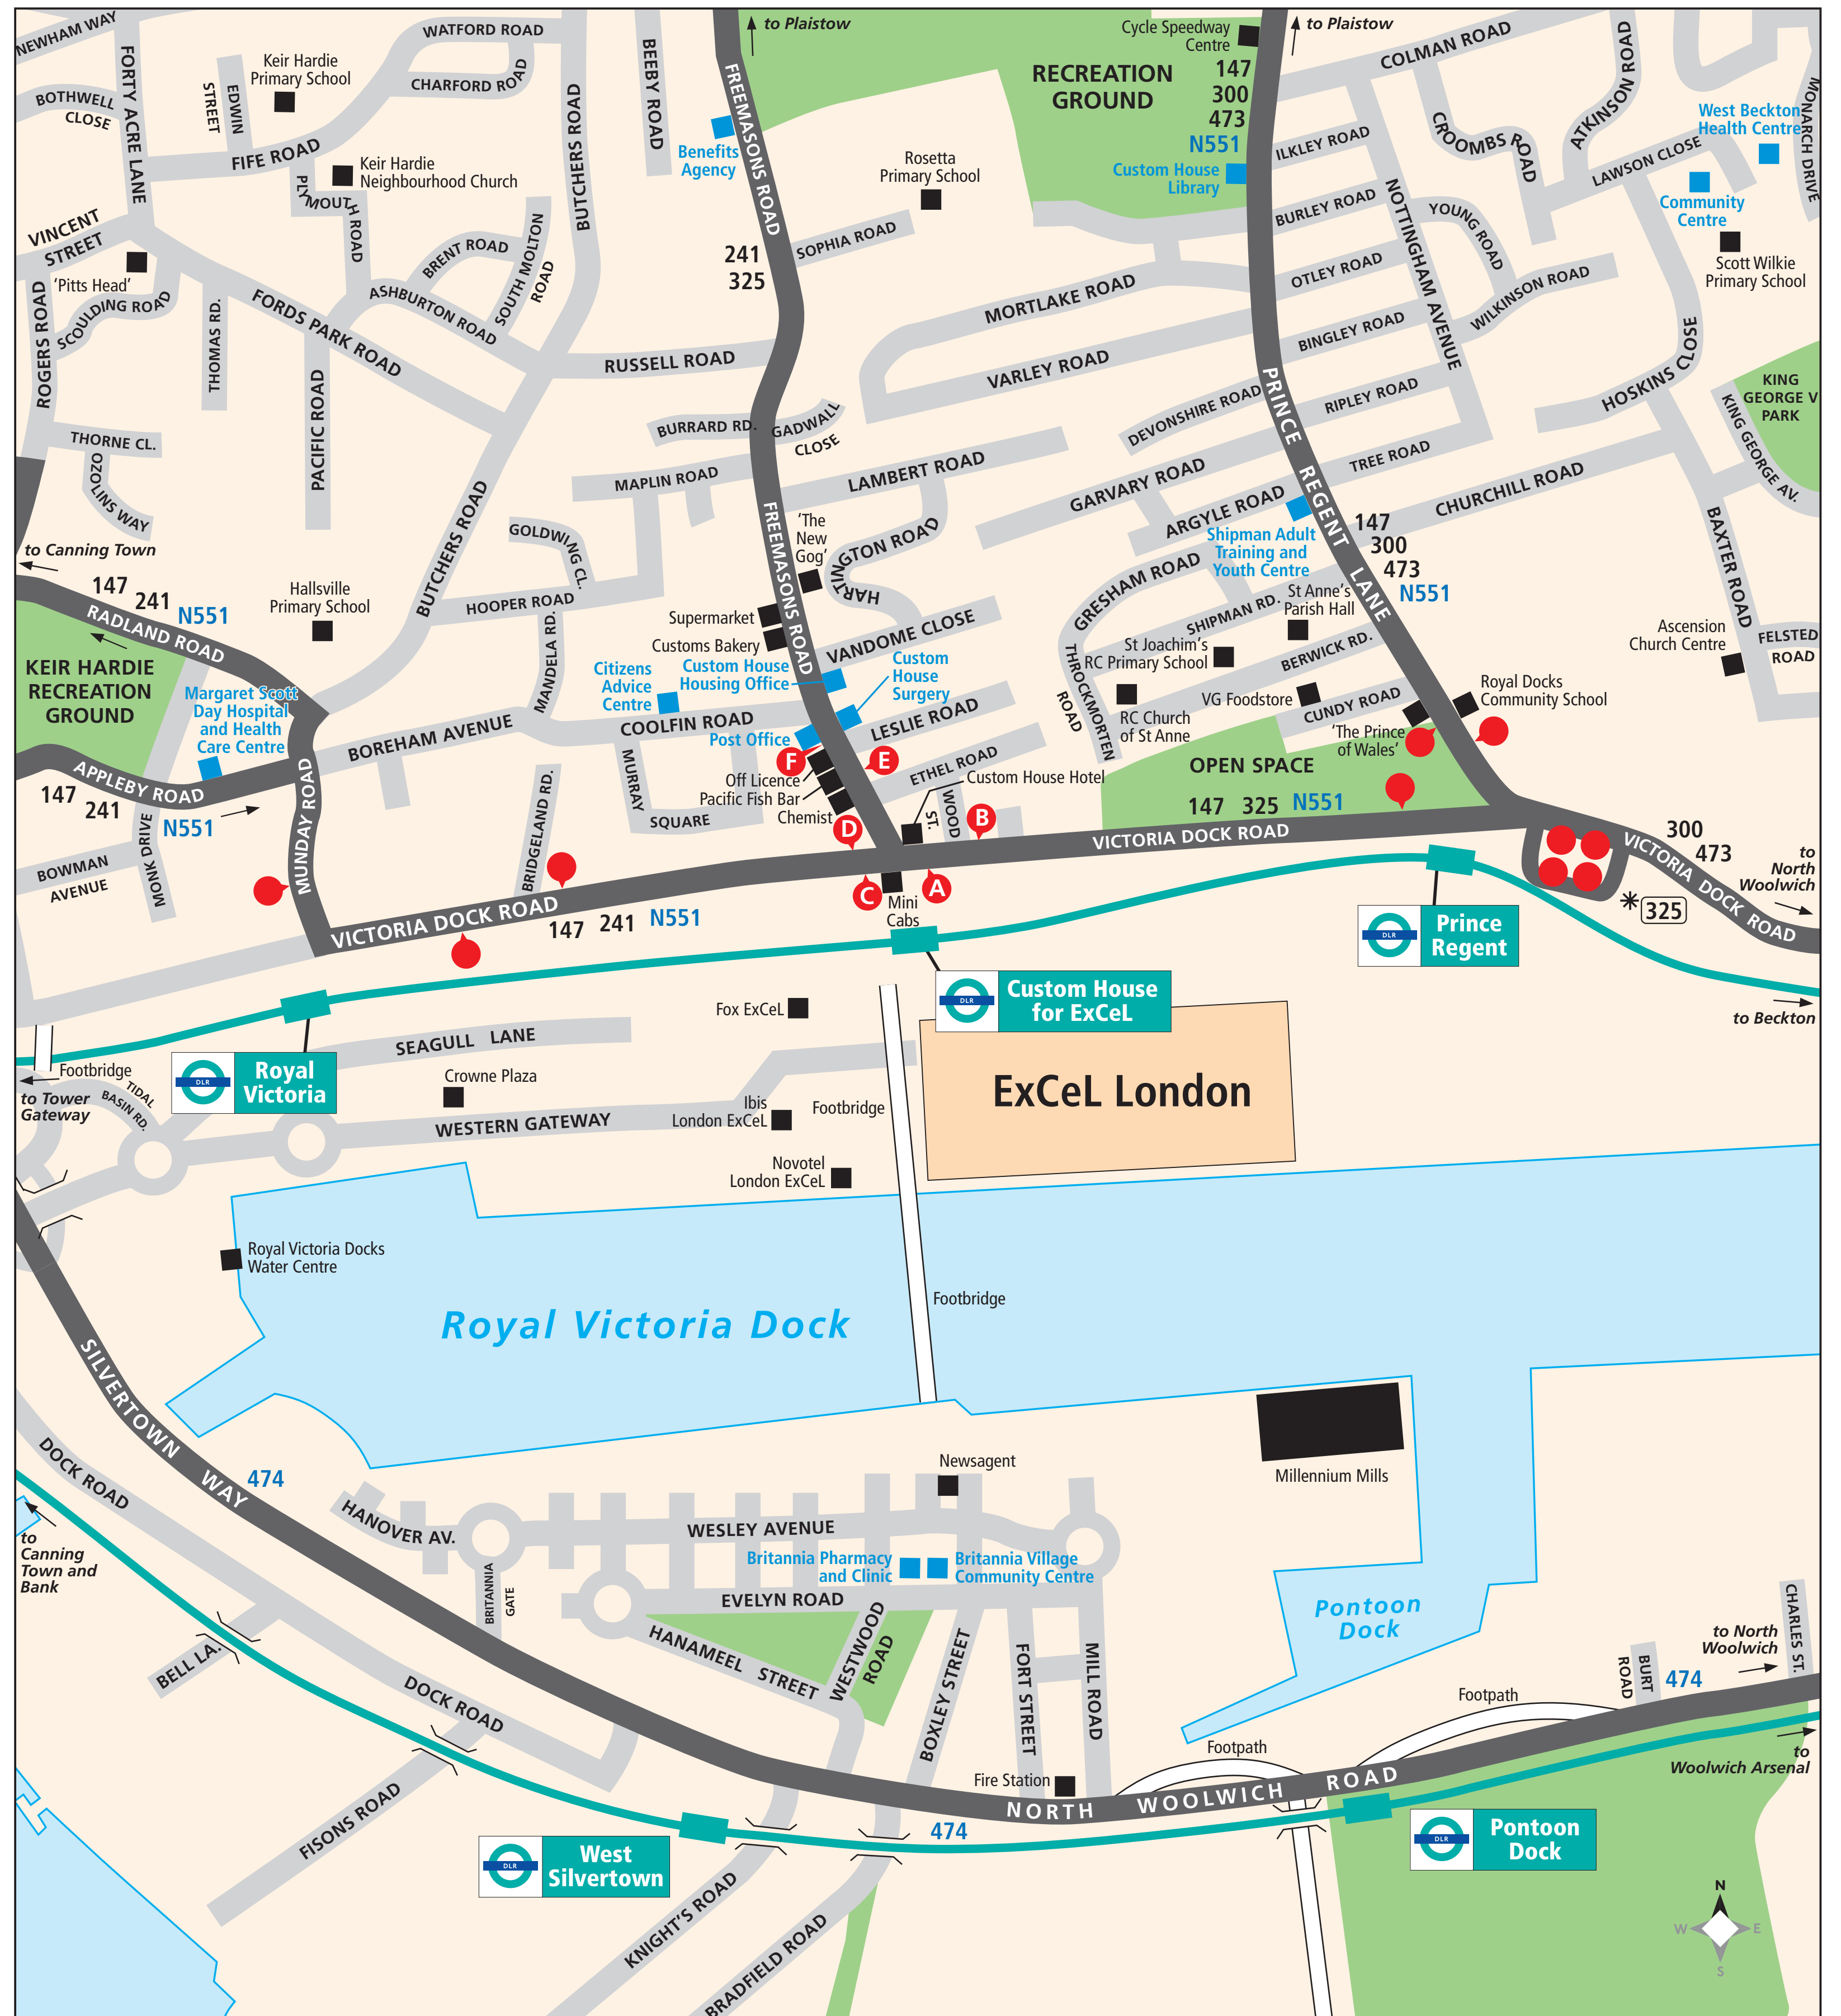 NEWHAM WAY
FORTY ACRE LANE
BOTHWELL
CLOSE
EDWIN
STREET
Keir Hardie
Primary School
WATFORD ROAD
CHARFORD ROAD
BUTCHERS ROAD
BEEBY ROAD
FREEMASONS ROAD
to Plaistow
Benefits
Agency
RECREATION
GROUND
Cycle Speedway
Centre
147
300
473
N551
Custom House
Library
to Plaistow
COLMAN ROAD
ATKINSON ROAD
CROOMBS ROAD
MONARCH DRIVE
West Beckton
Health Centre
LAWSON CLOSE
Community
Centre
Scott Wilkie
Primary School
ILKLEY ROAD
BURLEY ROAD
NOTTINGHAM AVENUE
YOUNG ROAD
OTLEY ROAD
WILKINSON ROAD
BINGLEY ROAD
FIFE ROAD
Keir Hardie
Neighbourhood Church
PLYMOUTH ROAD
VINCENT
STREET
'Pitts Head'
SCOULDING ROAD
ROGERS ROAD
THOMAS RD.
FORDS PARK ROAD
PACIFIC ROAD
BRENT ROAD
SOUTH MOLTON
ROAD
ASHBURTON ROAD
RUSSELL ROAD
241
325
SOPHIA ROAD
Rosetta
Primary School
MORTLAKE ROAD
VARLEY ROAD
DEVONSHIRE ROAD
RIPLEY ROAD
PRINCE REGENT LANE
TREE ROAD
HOSKINS CLOSE
KING
GEORGE V
PARK
KING GEORGE AV.
THORNE CL.
OZOLINS WAY
BURRARD RD.
GADWALL
CLOSE
MAPLIN ROAD
LAMBERT ROAD
GARVARY ROAD
ARGYLE ROAD
CHURCHILL ROAD
BAXTER ROAD
to Canning Town
147
241
N551
RADLAND ROAD
Hallsville
Primary School
BUTCHERS ROAD
GOLDWING CL.
HOOPER ROAD
MANDELA RD.
FREEMASONS ROAD
'The
New
Gog'
HARTINGTON ROAD
Supermarket
Customs Bakery
VANDOME CLOSE
Shipman Adult
Training and
Youth Centre
147
300
473
N551
GRESHAM ROAD
SHIPMAN RD.
St Anne's
Parish Hall
St Joachim's
RC Primary School
BERWICK RD.
THROCKMORTEN
ROAD
RC Church
of St Anne
VG Foodstore
CUNDY ROAD
'The Prince
of Wales'
Royal Docks
Community School
Ascension
Church Centre
FELSTED
ROAD
KEIR HARDIE
RECREATION
GROUND
Margaret Scott
Day Hospital
and Health
Care Centre
Citizens
Advice
Centre
Custom House
Housing Office
Custom
House
Surgery
COOLFIN ROAD
Post Office
LESLIE ROAD
BOREHAM AVENUE
APPLEBY ROAD
147
241
N551
MUNDAY ROAD
MONK DRIVE
BOWMAN
AVENUE
BRIDGELAND RD.
MURRAY
SQUARE
F
E
Off Licence
Pacific Fish Bar
Chemist
D
ETHEL ROAD
Custom House Hotel
WOOD
ST.
B
C
A
Mini
Cabs
OPEN SPACE
147 325 N551
VICTORIA DOCK ROAD
VICTORIA DOCK ROAD
147 241 N551
300
473
VICTORIA DOCK ROAD
to
North
Woolwich
325
DLR
Prince
Regent
to Beckton
DLR
Custom House
for ExCeL
DLR
Royal
Victoria
Footbridge
to Tower
Gateway
TIDAL
BASIN RD.
SEAGULL LANE
Fox ExCeL
Crowne Plaza
WESTERN GATEWAY
Ibis
London ExCeL
Footbridge
Novotel
London ExCeL
ExCeL London
Royal Victoria Docks
Water Centre
Royal Victoria Dock
Footbridge
SILVERTOWN WAY
474
DOCK ROAD
to
Canning
Town and
Bank
Millennium Mills
Newsagent
HANOVER AV.
WESLEY AVENUE
BRITANNIA
GATE
Britannia Pharmacy
and Clinic
Britannia Village
Community Centre
EVELYN ROAD
HANAMEEL STREET
WESTWOOD
ROAD
BOXLEY STREET
FORT STREET
MILL ROAD
Pontoon
Dock
BELL LA.
DOCK ROAD
FISONS ROAD
Fire Station
Footpath
Footpath
NORTH WOOLWICH ROAD
474
BURT
ROAD
474
CHARLES ST.
to North
Woolwich
to
Woolwich Arsenal
DLR
West
Silvertown
DLR
Pontoon
Dock
KNIGHT'S ROAD
BRADFIELD ROAD
N
W E
S